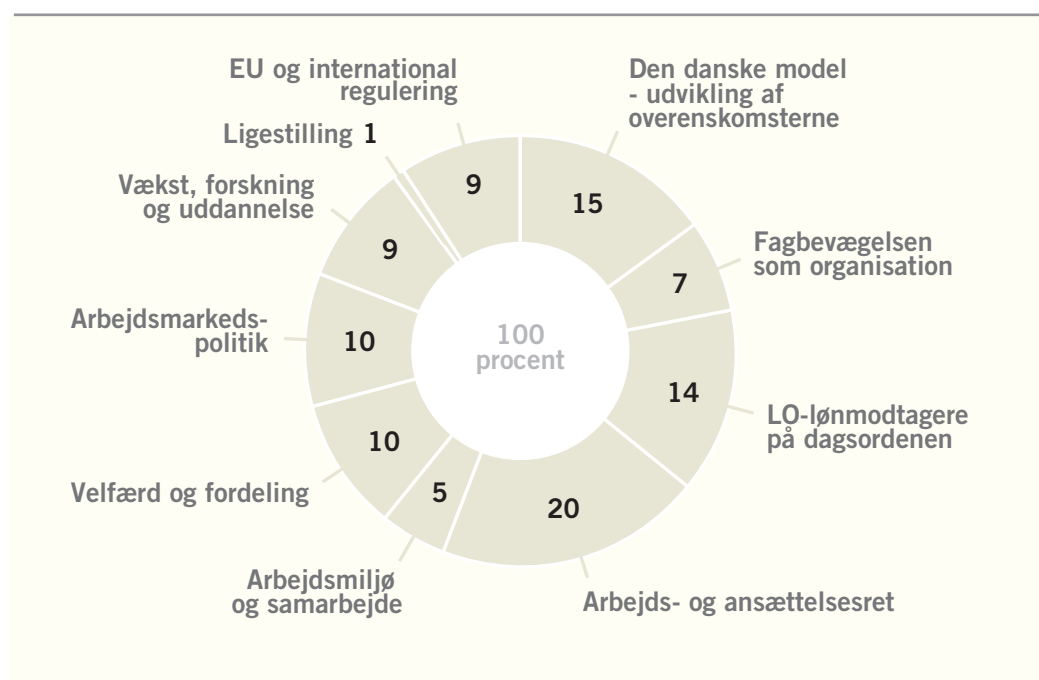 EU og international
regulering
9
Den danske model
- udvikling af
overenskomsterne
15
Fagbevægelsen
som organisation
7
LO-lønmodtagere
på dagsordenen
14
Arbejds- og ansættelsesret
20
Arbejdsmiljø
og samarbejde
5
Velfærd og fordeling
10
Arbejdsmarkeds-
politik
10
Vækst, forskning
og uddannelse
9
Ligestilling 1
100
procent